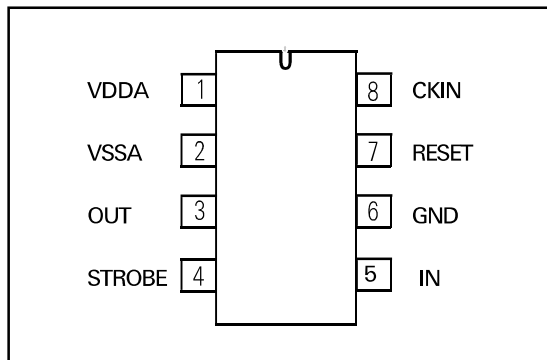 VDDA 1 8 CKIN
VSSA 2 7 RESET
OUT 3 6 GND
STROBE 4 5 IN